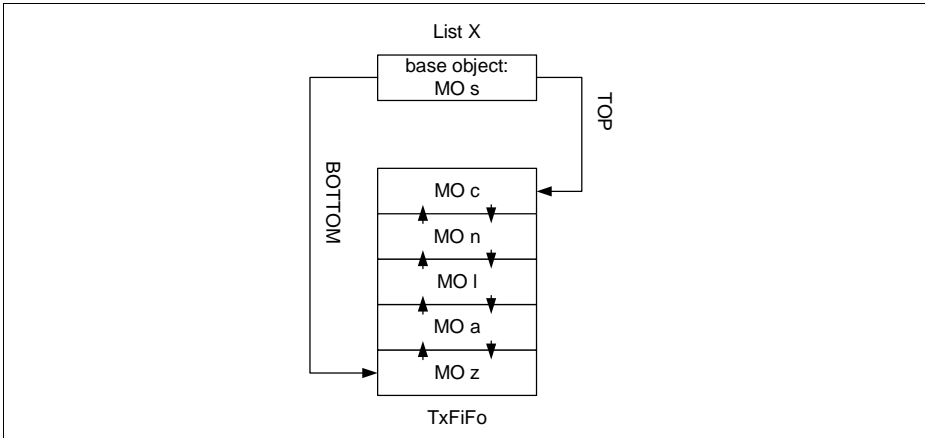 List X
base object:
MO s
TOP
BOTTOM
MO c
MO n
MO l
MO a
MO z
TxFiFo